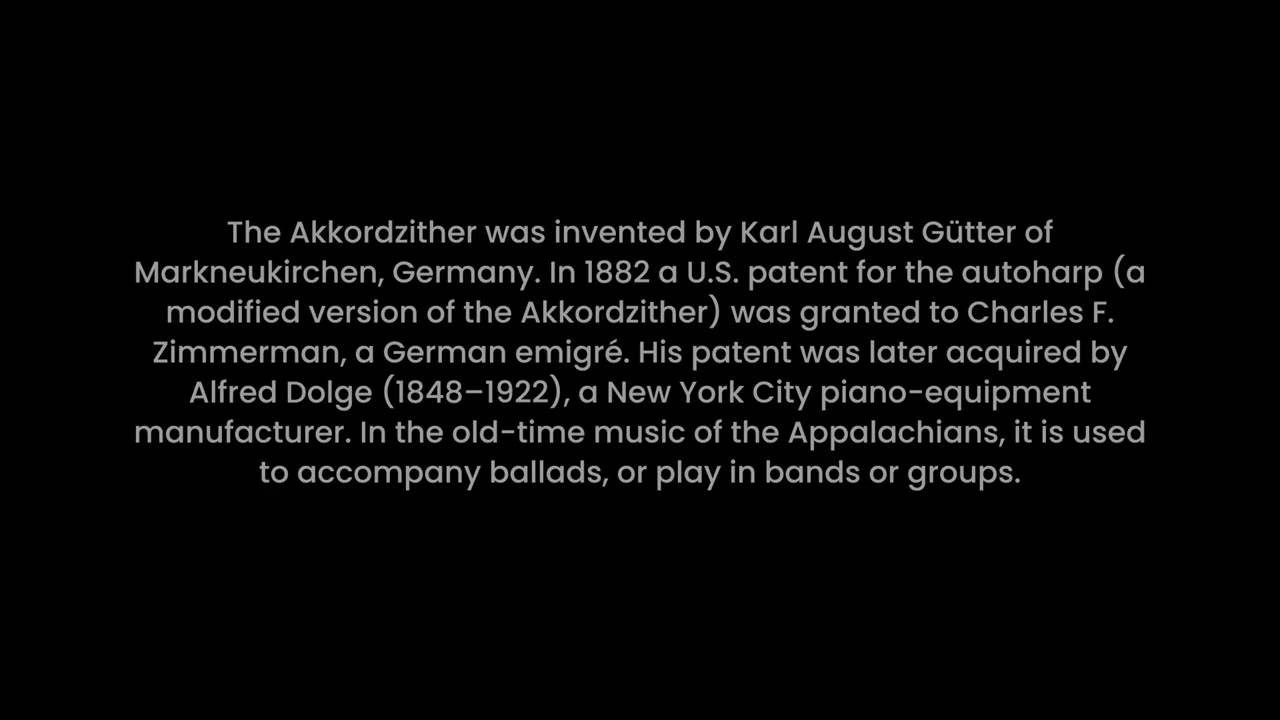 The Akkordzither was invented by Karl August Gütter of
Markneukirchen, Germany. In 1882 a U.S. patent for the autoharp (a
modified version of the Akkordzither) was granted to Charles F.
Zimmerman, a German emigré. His patent was later acquired by
Alfred Dolge (1848–1922), a New York City piano-equipment
manufacturer. In the old-time music of the Appalachians, it is used
to accompany ballads, or play in bands or groups.